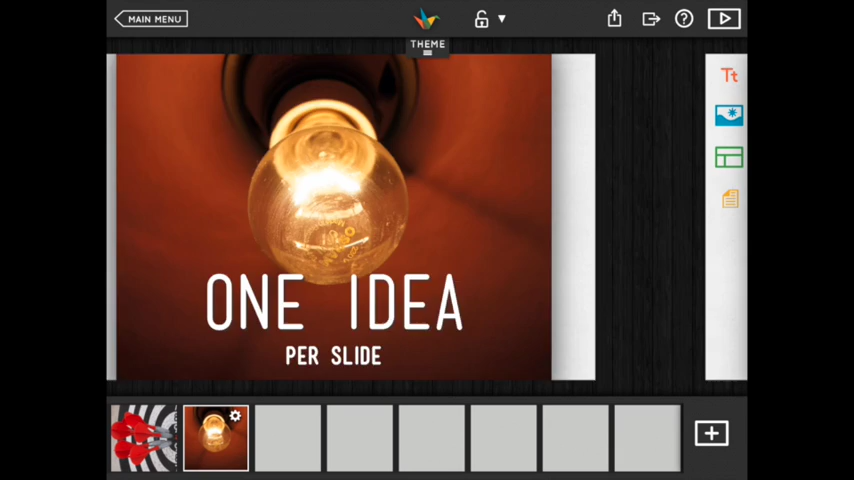 MAIN MENU
THEME
Tt
ONE IDEA
PER SLIDE